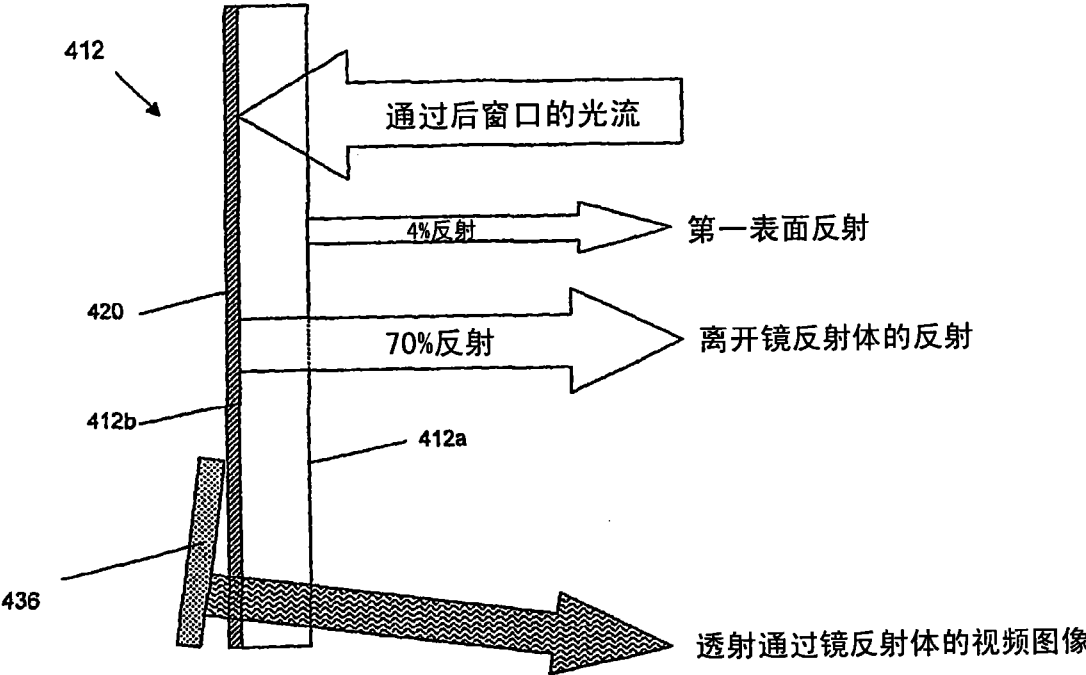 412
通过后窗口的光流
4%反射
第一表面反射
420
70%反射
离开镜反射体的反射
412b
412a
436
透射通过镜反射体的视频图像